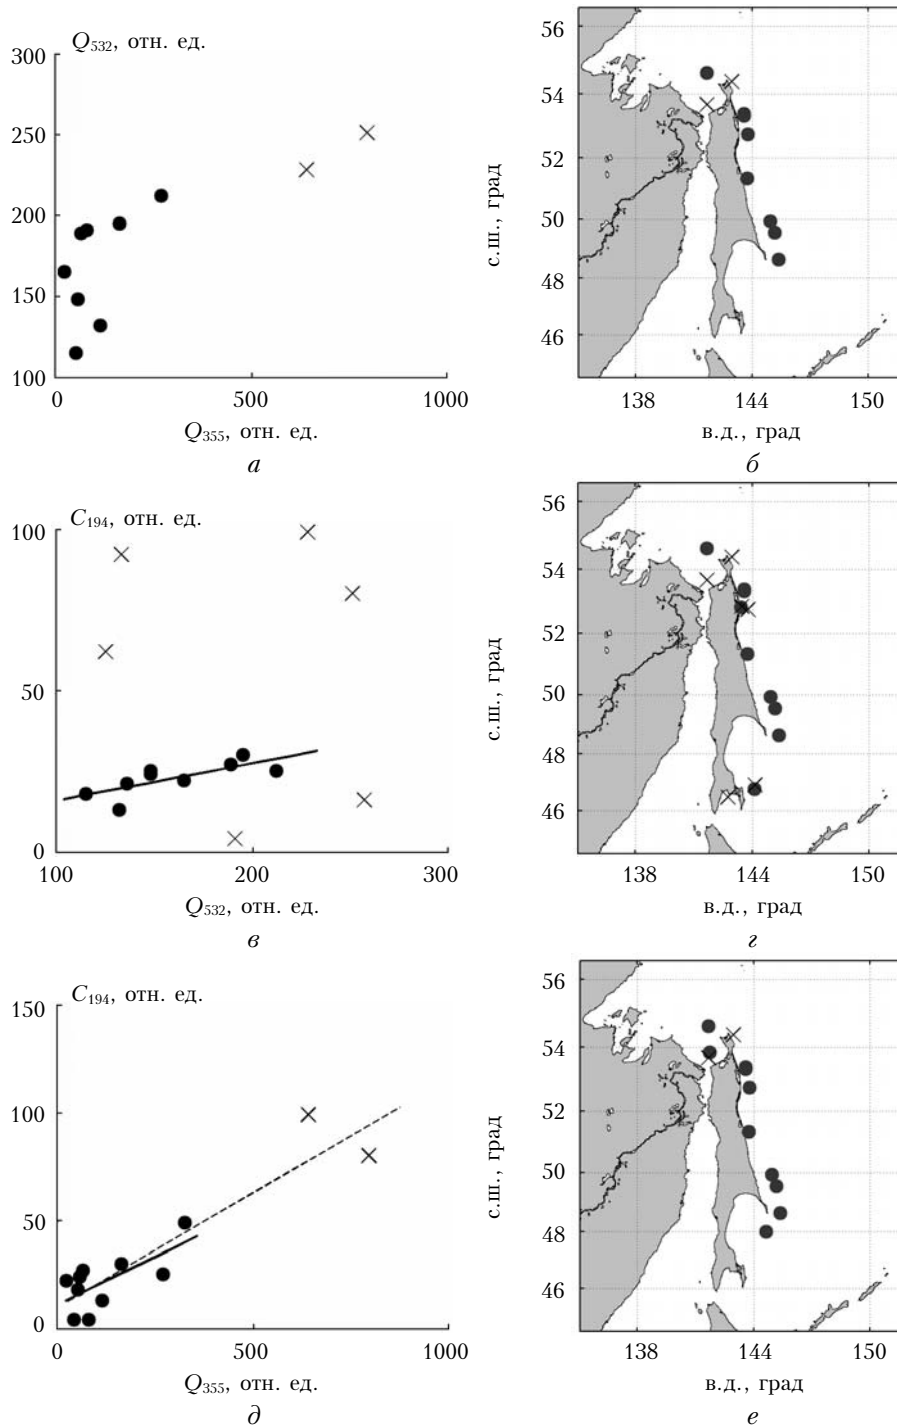 Q532, отн. ед.
300
250
200
150
100
0
500
1000
Q355, отн. ед.
а
56
54
52
50
48
46
с.ш., град
138
144
150
в.д., град
б
C194, отн. ед.
100
50
0
100
200
300
Q532, отн. ед.
в
56
54
52
50
48
46
с.ш., град
138
144
150
в.д., град
г
C194, отн. ед.
150
100
50
0
0
500
1000
Q355, отн. ед.
д
56
54
52
50
48
46
с.ш., град
138
144
150
в.д., град
е